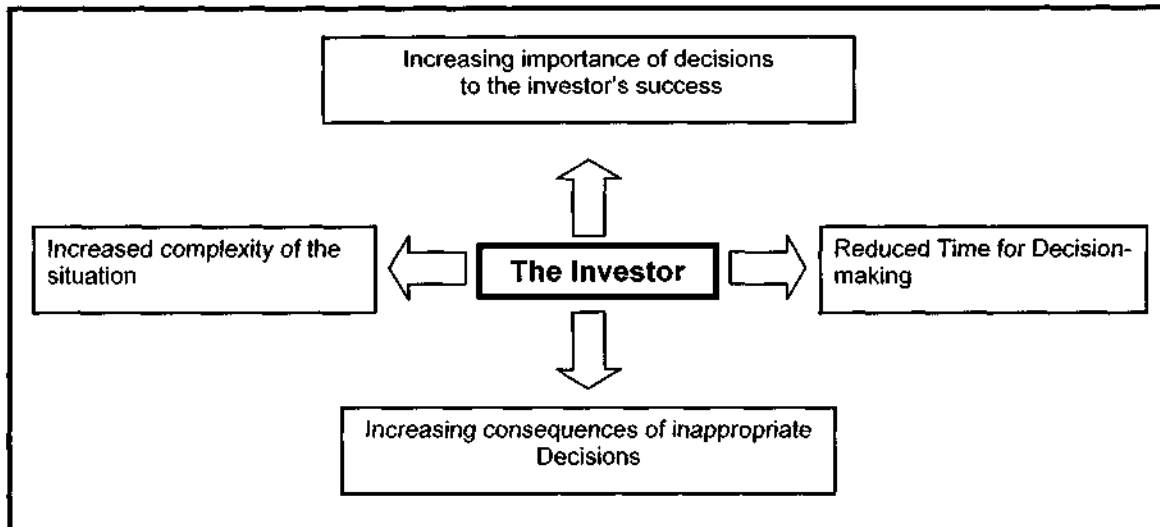 Increasing importance of decisions
to the investor's success
Increased complexity of the
situation
The Investor
Reduced Time for Decision-
making
Increasing consequences of inappropriate
Decisions